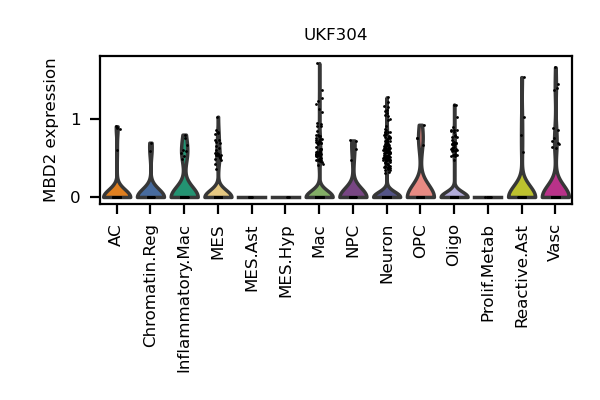 UKF304
MBD2 expression
1
0
AC
Chromatin.Reg
Inflammatory.Mac
MES
MES.Ast
MES.Hyp
Mac
NPC
Neuron
OPC
Oligo
Prolif.Metab
Reactive.Ast
Vasc